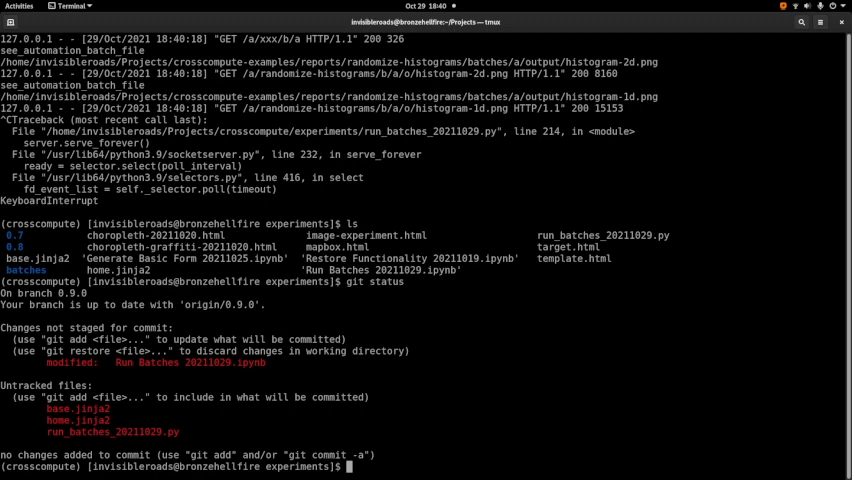 Activities
Terminal
Oct 29 18:40
invisibleroads@bronzehellfire:~/Projects — tmux
127.0.0.1 - - [29/Oct/2021 18:40:18] "GET /a/xxx/b/a HTTP/1.1" 200 326
see_automation_batch_file
/home/invisibleroads/Projects/crosscompute-examples/reports/randomize-histograms/batches/a/output/histogram-2d.png
127.0.0.1 - - [29/Oct/2021 18:40:18] "GET /a/randomize-histograms/b/a/o/histogram-2d.png HTTP/1.1" 200 8160
see_automation_batch_file
/home/invisibleroads/Projects/crosscompute-examples/reports/randomize-histograms/batches/a/output/histogram-1d.png
127.0.0.1 - - [29/Oct/2021 18:40:18] "GET /a/randomize-histograms/b/a/o/histogram-1d.png HTTP/1.1" 200 15153
^CTraceback (most recent call last):
  File "/home/invisibleroads/Projects/crosscompute/experiments/run_batches_20211029.py", line 214, in <module>
    server.serve_forever()
  File "/usr/lib64/python3.9/socketserver.py", line 232, in serve_forever
    ready = selector.select(poll_interval)
  File "/usr/lib64/python3.9/selectors.py", line 416, in select
    fd_event_list = self._selector.poll(timeout)
KeyboardInterrupt
(crosscompute) [invisibleroads@bronzehellfire experiments]$ ls
0.7 choropleth-20211020.html image-experiment.html run_batches_20211029.py
0.8 choropleth-graffiti-20211020.html mapbox.html target.html
base.jinja2 'Generate Basic Form 20211025.ipynb' 'Restore Functionality 20211019.ipynb' template.html
batches home.jinja2 'Run Batches 20211029.ipynb'
(crosscompute) [invisibleroads@bronzehellfire experiments]$ git status
On branch 0.9.0
Your branch is up to date with 'origin/0.9.0'.
Changes not staged for commit:
  (use "git add <file>..." to update what will be committed)
  (use "git restore <file>..." to discard changes in working directory)
        modified:   Run Batches 20211029.ipynb
Untracked files:
  (use "git add <file>..." to include in what will be committed)
        base.jinja2
        home.jinja2
        run_batches_20211029.py
no changes added to commit (use "git add" and/or "git commit -a")
(crosscompute) [invisibleroads@bronzehellfire experiments]$